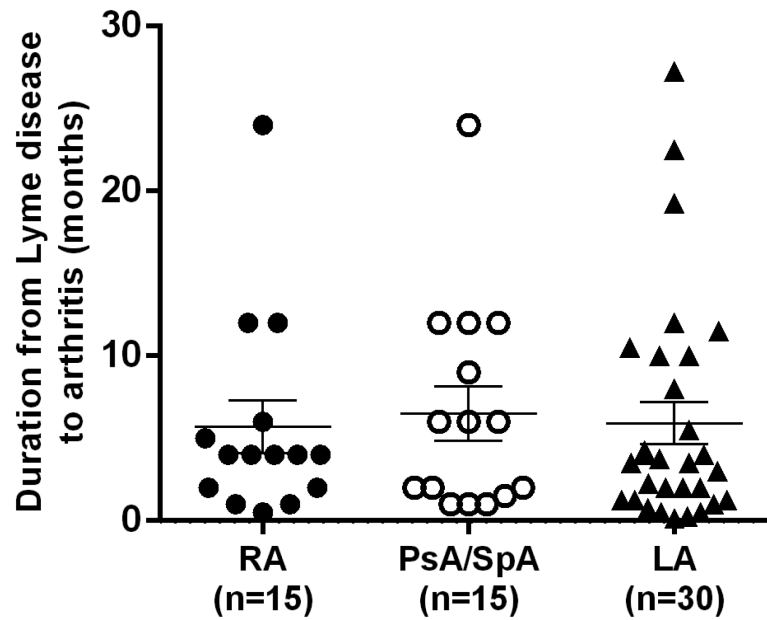 Duration from Lyme disease
to arthritis (months)
30
20
10
0
RA
(n=15)
PsA/SpA
(n=15)
LA
(n=30)